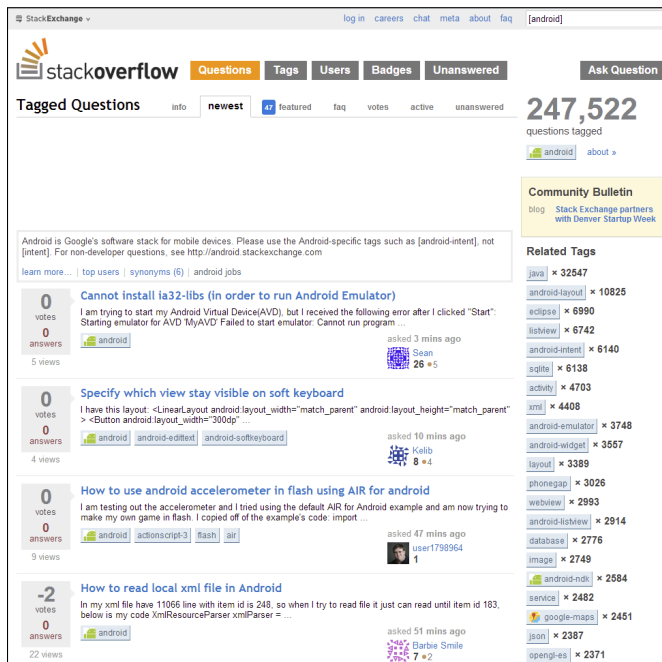 StackExchange
log in careers chat meta about faq
[android]
stackoverflow
Questions Tags Users Badges Unanswered Ask Question
Tagged Questions
info newest 47 featured faq votes active unanswered
247,522
questions tagged
android about »
Community Bulletin
blog Stack Exchange partners
with Denver Startup Week
Android is Google's software stack for mobile devices. Please use the Android-specific tags such as [android-intent], not
[intent]. For non-developer questions, see http://android.stackexchange.com
learn more... | top users | synonyms (6) | android jobs
0
votes
0
answers
5 views
Cannot install ia32-libs (in order to run Android Emulator)
I am trying to start my Android Virtual Device(AVD), but I received the following error after I clicked "Start":
Starting emulator for AVD 'MyAVD' Failed to start emulator: Cannot run program ...
android
asked 3 mins ago
Sean
26 ●5
0
votes
0
answers
4 views
Specify which view stay visible on soft keyboard
I have this layout: <LinearLayout android:layout_width="match_parent" android:layout_height="match_parent"
> <Button android:layout_width="300dp" ...
android android-edittext android-softkeyboard
asked 10 mins ago
Kelib
8 ●4
0
votes
0
answers
9 views
How to use android accelerometer in flash using AIR for android
I am testing out the accelerometer and I tried using the default AIR for Android example and am now trying to
make my own game in flash. I copied off of the example's code: import ...
android actionscript-3 flash air
asked 47 mins ago
user1798964
1
-2
votes
0
answers
22 views
How to read local xml file in Android
In my xml file have 11066 line with item id is 248, so when I try to read file it just can read until item id 183,
below is my code XmlResourceParser xmlParser = ...
android
asked 51 mins ago
Barbie Smile
7 ●2
Related Tags
java × 32547
android-layout × 10825
eclipse × 6990
listview × 6742
android-intent × 6140
sqlite × 6138
activity × 4703
xml × 4408
android-emulator × 3748
android-widget × 3557
layout × 3389
phonegap × 3026
webview × 2993
android-listview × 2914
database × 2776
image × 2749
android-ndk × 2584
service × 2482
google-maps × 2451
json × 2387
opengl-es × 2371